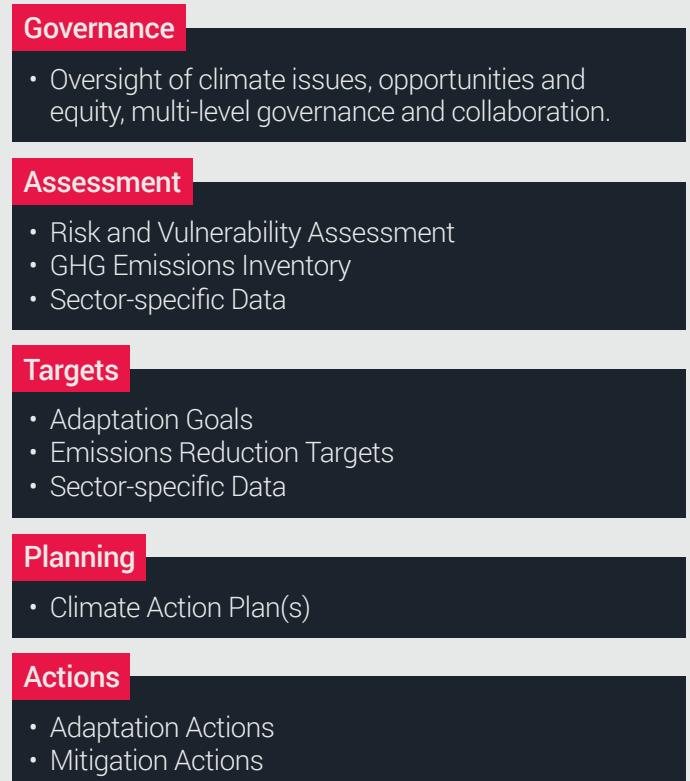 Governance
• Oversight of climate issues, opportunities and
equity, multi-level governance and collaboration.
Assessment
• Risk and Vulnerability Assessment
• GHG Emissions Inventory
• Sector-specific Data
Targets
• Adaptation Goals
• Emissions Reduction Targets
• Sector-specific Data
Planning
• Climate Action Plan(s)
Actions
• Adaptation Actions
• Mitigation Actions